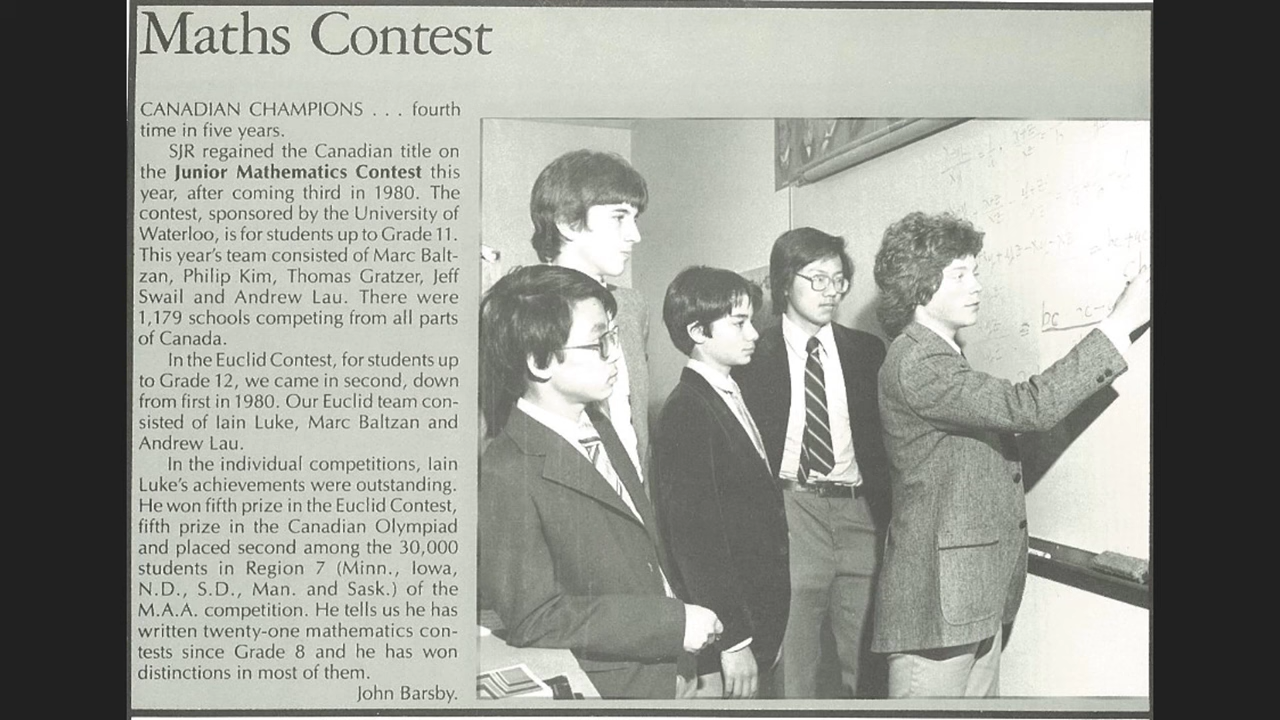 Maths Contest
CANADIAN CHAMPIONS . . . fourth
time in five years.
SJR regained the Canadian title on
the Junior Mathematics Contest this
year, after coming third in 1980. The
contest, sponsored by the University of
Waterloo, is for students up to Grade 11.
This year's team consisted of Marc Balt-
zan, Philip Kim, Thomas Gratzer, Jeff
Swail and Andrew Lau. There were
1,179 schools competing from all parts
of Canada.
In the Euclid Contest, for students up
to Grade 12, we came in second, down
from first in 1980. Our Euclid team con-
sisted of Iain Luke, Marc Baltzan and
Andrew Lau.
In the individual competitions, Iain
Luke's achievements were outstanding.
He won fifth prize in the Euclid Contest,
fifth prize in the Canadian Olympiad
and placed second among the 30,000
students in Region 7 (Minn., Iowa,
N.D., S.D., Man. and Sask.) of the
M.A.A. competition. He tells us he has
written twenty-one mathematics con-
tests since Grade 8 and he has won
distinctions in most of them.
John Barsby.
bc